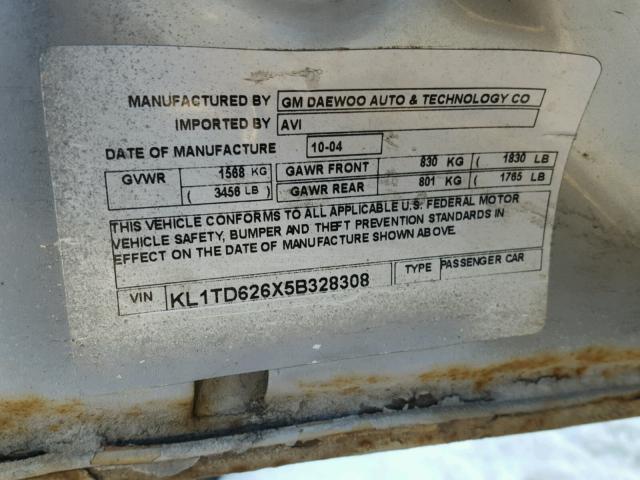 MANUFACTURED BY GM DAEWOO AUTO & TECHNOLOGY CO
IMPORTED BY AVI
DATE OF MANUFACTURE 10-04
GVWR 1568 KG ( 3456 LB )
GAWR FRONT 830 KG ( 1830 LB
GAWR REAR 801 KG ( 1765 LB
THIS VEHICLE CONFORMS TO ALL APPLICABLE U.S. FEDERAL MOTOR
VEHICLE SAFETY, BUMPER AND THEFT PREVENTION STANDARDS IN
EFFECT ON THE DATE OF MANUFACTURE SHOWN ABOVE.
VIN KL1TD626X5B328308 TYPE PASSENGER CAR